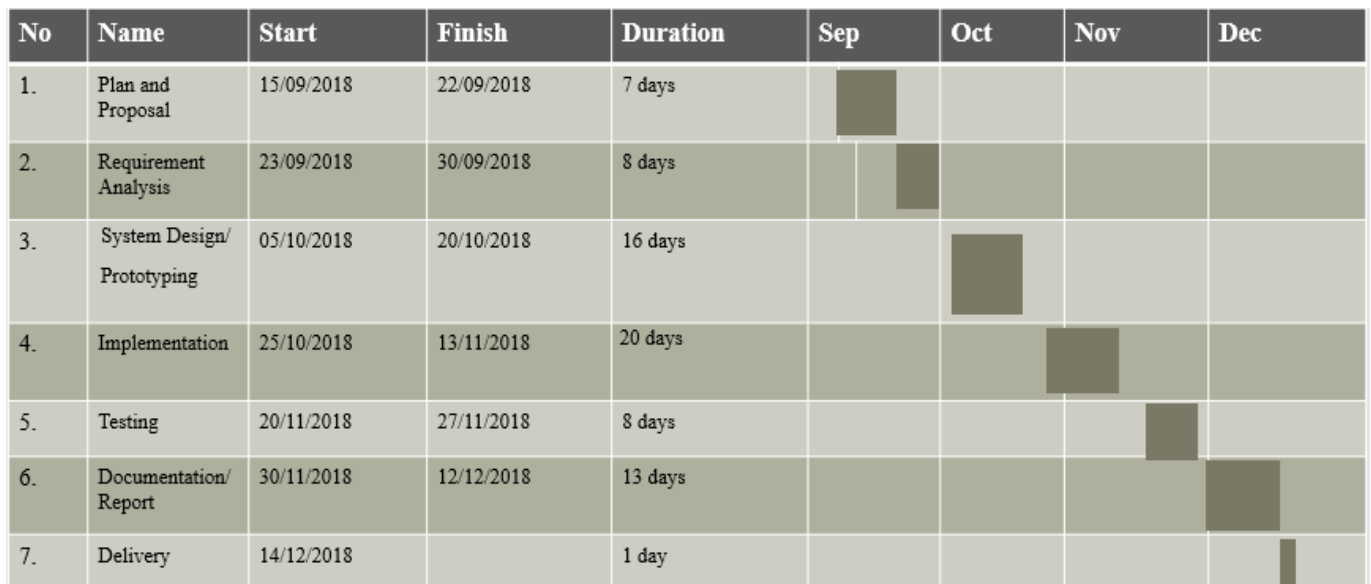 No Name Start Finish Duration Sep Oct Nov Dec
1. Plan and 15/09/2018 22/09/2018 7 days
Proposal
2. Requirement 23/09/2018 30/09/2018 8 days
Analysis
3. System Design/ 05/10/2018 20/10/2018 16 days
Prototyping
4. Implementation 25/10/2018 13/11/2018 20 days
5. Testing 20/11/2018 27/11/2018 8 days
6. Documentation/ 30/11/2018 12/12/2018 13 days
Report
7. Delivery 14/12/2018 1 day